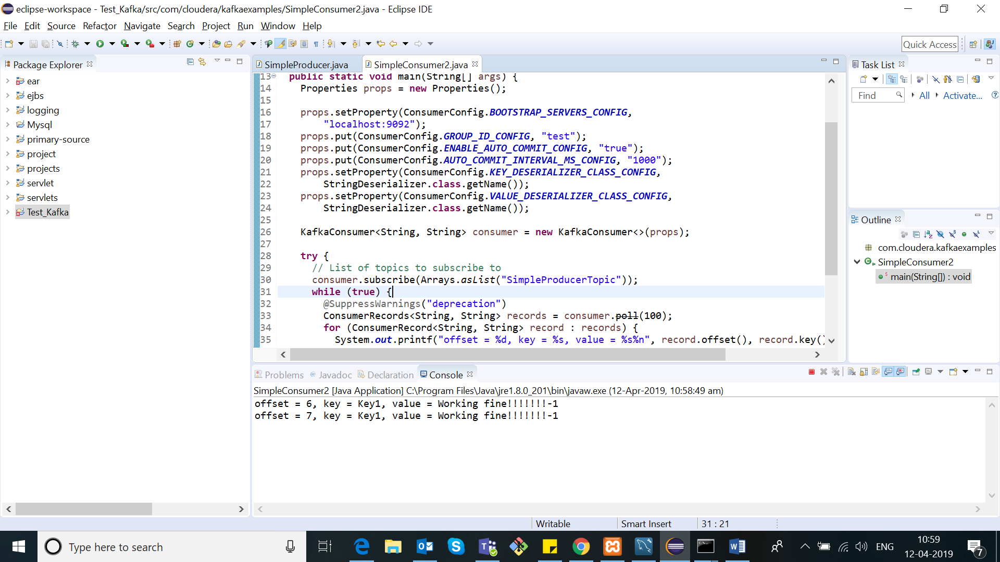 eclipse-workspace - Test_Kafka/src/com/cloudera/kafkaexamples/SimpleConsumer2.java - Eclipse IDE
File Edit Source Refactor Navigate Search Project Run Window Help
Quick Access
Package Explorer
ear
ejbs
logging
Mysql
primary-source
project
projects
servlet
servlets
Test_Kafka
SimpleProducer.java SimpleConsumer2.java
13 public static void main(String[] args) {
14 Properties props = new Properties();
15
16 props.setProperty(ConsumerConfig.BOOTSTRAP_SERVERS_CONFIG,
17 "localhost:9092");
18 props.put(ConsumerConfig.GROUP_ID_CONFIG, "test");
19 props.put(ConsumerConfig.ENABLE_AUTO_COMMIT_CONFIG, "true");
20 props.put(ConsumerConfig.AUTO_COMMIT_INTERVAL_MS_CONFIG, "1000");
21 props.setProperty(ConsumerConfig.KEY_DESERIALIZER_CLASS_CONFIG,
22 StringDeserializer.class.getName());
23 props.setProperty(ConsumerConfig.VALUE_DESERIALIZER_CLASS_CONFIG,
24 StringDeserializer.class.getName());
25
26 KafkaConsumer<String, String> consumer = new KafkaConsumer<>(props);
27
28 try {
29 // List of topics to subscribe to
30 consumer.subscribe(Arrays.asList("SimpleProducerTopic"));
31 while (true) {
32 @SuppressWarnings("deprecation")
33 ConsumerRecords<String, String> records = consumer.poll(100);
34 for (ConsumerRecord<String, String> record : records) {
35 System.out.printf("offset = %d, key = %s, value = %s%n", record.offset(), record.key()
Task List
Find All Activate...
Outline
com.cloudera.kafkaexamples
SimpleConsumer2
main(String[]) : void
Problems Javadoc Declaration Console
SimpleConsumer2 [Java Application] C:\Program Files\Java\jre1.8.0_201\bin\javaw.exe (12-Apr-2019, 10:58:49 am)
offset = 6, key = Key1, value = Working fine!!!!!!!-1
offset = 7, key = Key1, value = Working fine!!!!!!!-1
Writable Smart Insert 31 : 21
Type here to search
ENG
10:59
12-04-2019
7